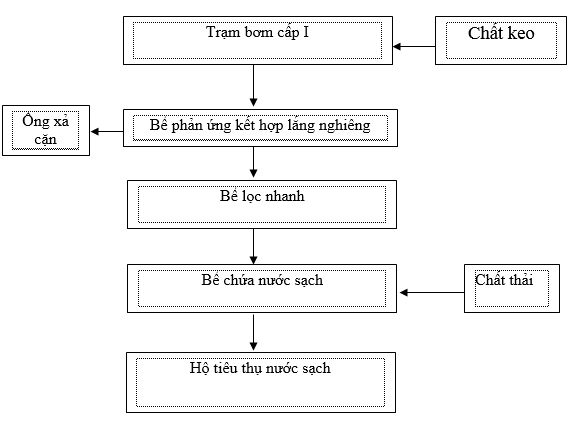 Trạm bơm cấp I
Chất keo
Ông xả
cặn
Bể phản ứng kết hợp lắng nghiêng
Bể lọc nhanh
Bể chứa nước sạch
Chất thải
Hộ tiêu thụ nước sạch